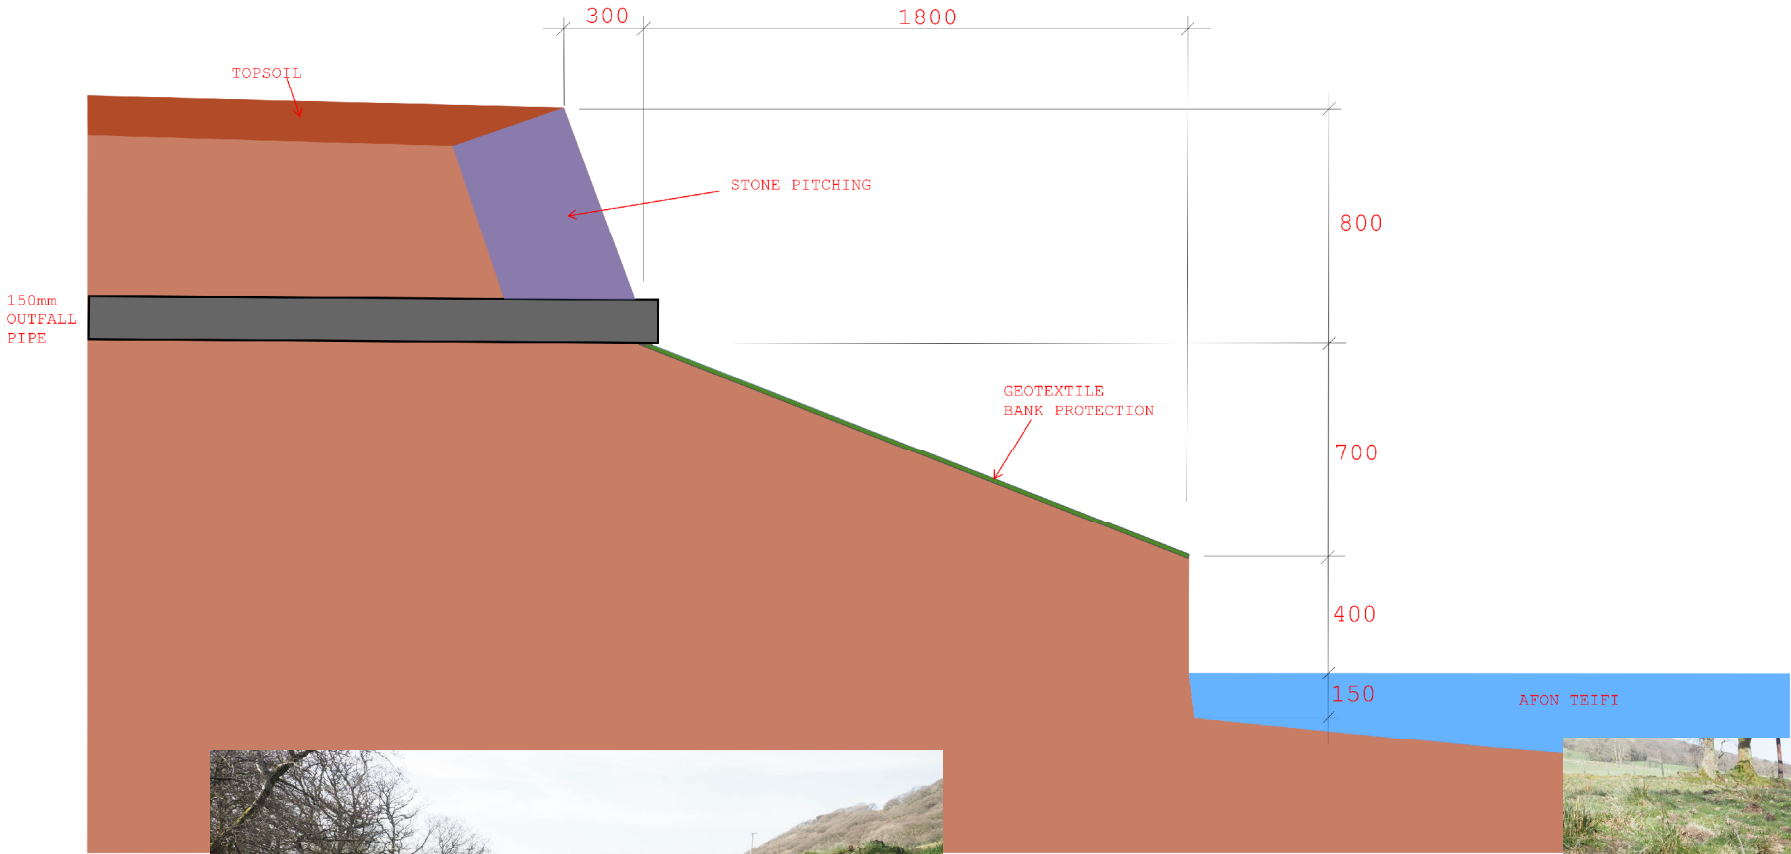 300
1800
TOPSOIL
STONE PITCHING
800
150mm
OUTFALL
PIPE
GEOTEXTILE
BANK PROTECTION
700
400
150
AFON TEIFI